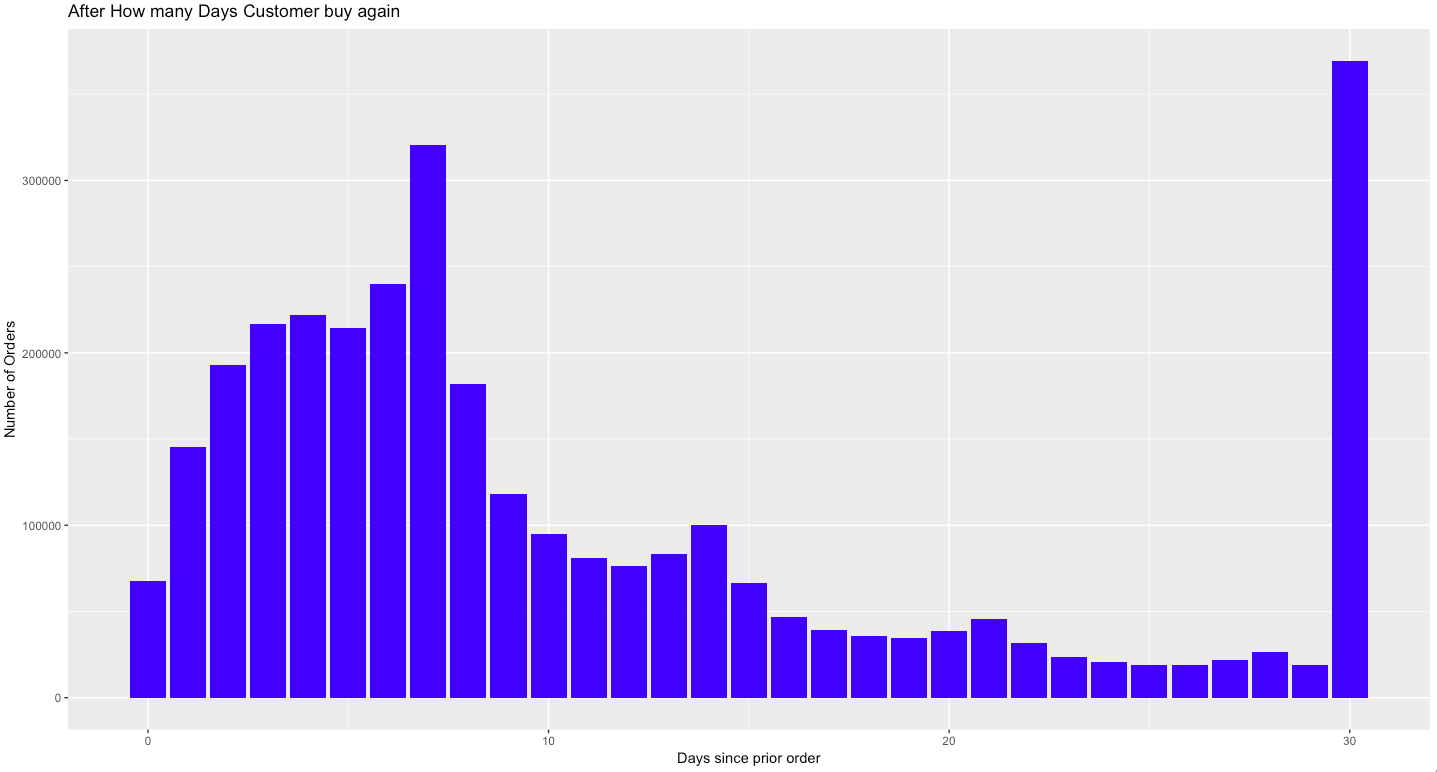 After How many Days Customer buy again
Number of Orders
300000
200000
100000
0
0 10 20 30
Days since prior order